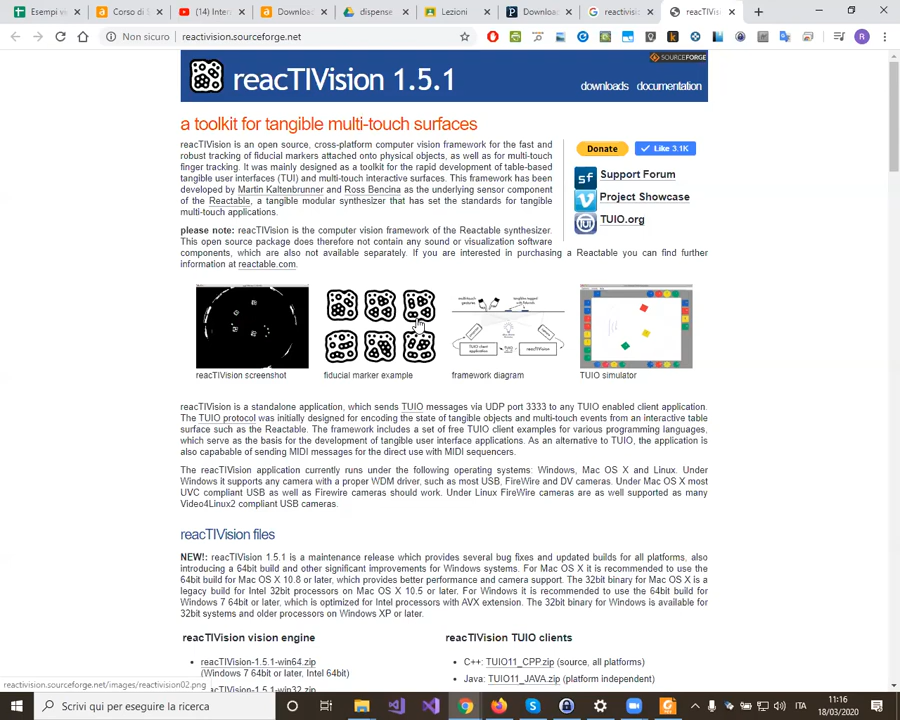 Esempi v
Corso di S
(14) Inter
Downloa
dispense
Lezioni
Downloa
reactivisi
reacTIVis
Non sicuro
reactivision.sourceforge.net
SOURCEFORGE
reacTIVision 1.5.1
downloads documentation
a toolkit for tangible multi-touch surfaces
reacTIVision is an open source, cross-platform computer vision framework for the fast and
robust tracking of fiducial markers attached onto physical objects, as well as for multi-touch
finger tracking. It was mainly designed as a toolkit for the rapid development of table-based
tangible user interfaces (TUI) and multi-touch interactive surfaces. This framework has been
developed by Martin Kaltenbrunner and Ross Bencina as the underlying sensor component
of the Reactable, a tangible modular synthesizer that has set the standards for tangible
multi-touch applications.
Donate
Like 3.1K
sf Support Forum
Project Showcase
TUIO.org
please note: reacTIVision is the computer vision framework of the Reactable synthesizer.
This open source package does therefore not contain any sound or visualization software
components, which are also not available separately. If you are interested in purchasing a Reactable you can find further
information at reactable.com.
reacTIVision screenshot
fiducial marker example
framework diagram
TUIO simulator
reacTIVision is a standalone application, which sends TUIO messages via UDP port 3333 to any TUIO enabled client application.
The TUIO protocol was initially designed for encoding the state of tangible objects and multi-touch events from an interactive table
surface such as the Reactable. The framework includes a set of free TUIO client examples for various programming languages,
which serve as the basis for the development of tangible user interface applications. As an alternative to TUIO, the application is
also capabable of sending MIDI messages for the direct use with MIDI sequencers.
The reacTIVision application currently runs under the following operating systems: Windows, Mac OS X and Linux. Under
Windows it supports any camera with a proper WDM driver, such as most USB, FireWire and DV cameras. Under Mac OS X most
UVC compliant USB as well as Firewire cameras should work. Under Linux FireWire cameras are as well supported as many
Video4Linux2 compliant USB cameras.
reacTIVision files
NEW!: reacTIVision 1.5.1 is a maintenance release which provides several bug fixes and updated builds for all platforms, also
introducing a 64bit build and other significant improvements for Windows systems. For Mac OS X it is recommended to use the
64bit build for Mac OS X 10.8 or later, which provides better performance and camera support. The 32bit binary for Mac OS X is a
legacy build for Intel 32bit processors on Mac OS X 10.5 or later. For Windows it is recommended to use the 64bit build for
Windows 7 64bit or later, which is optimized for Intel processors with AVX extension. The 32bit binary for Windows is available for
32bit systems and older processors on Windows XP or later.
reacTIVision vision engine
reacTIVision-1.5.1-win64.zip
(Windows 7 64bit or later, Intel 64bit)
reacTIVision-1.5.1-win32.zip
reacTIVision TUIO clients
C++: TUIO11_CPP.zip (source, all platforms)
Java: TUIO11_JAVA.zip (platform independent)
reactivision.sourceforge.net/images/reactivision02.png
Scrivi qui per eseguire la ricerca
ITA
11:16
18/03/2020